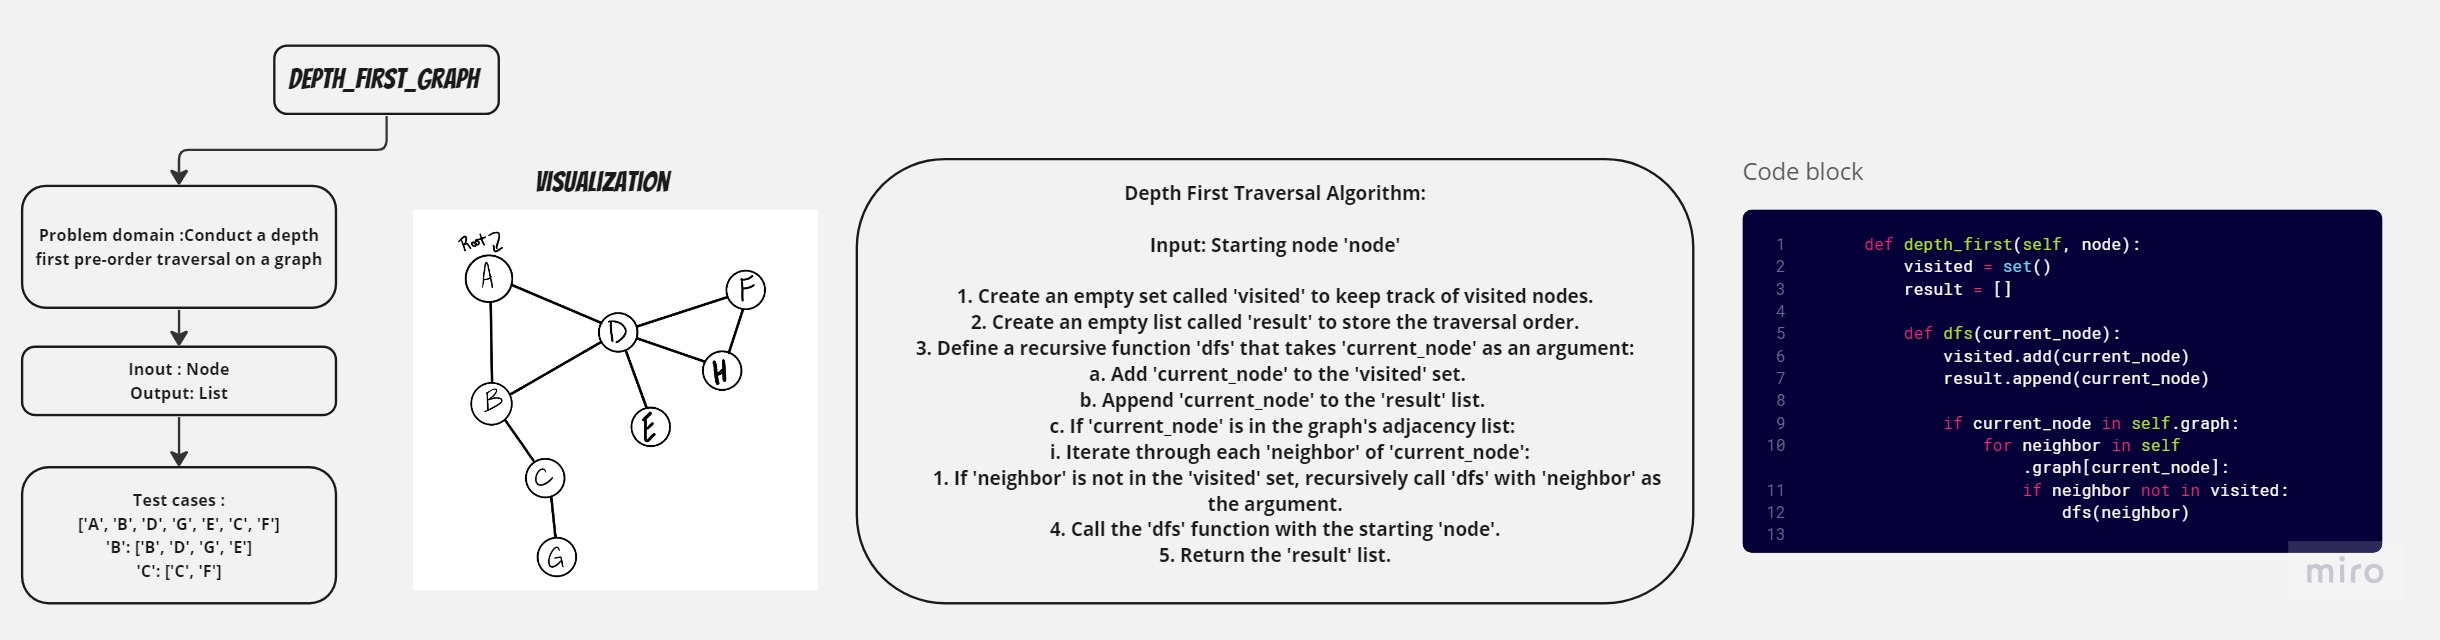 DEPTH_FIRST_GRAPH
Problem domain :Conduct a depth
first pre-order traversal on a graph
Inout : Node
Output: List
Test cases :
['A', 'B', 'D', 'G', 'E', 'C', 'F']
'B': ['B', 'D', 'G', 'E']
'C': ['C', 'F']
VISUALIZATION
Root
A
F
D
H
B
E
C
G
Depth First Traversal Algorithm:
Input: Starting node 'node'
1. Create an empty set called 'visited' to keep track of visited nodes.
2. Create an empty list called 'result' to store the traversal order.
3. Define a recursive function 'dfs' that takes 'current_node' as an argument:
a. Add 'current_node' to the 'visited' set.
b. Append 'current_node' to the 'result' list.
c. If 'current_node' is in the graph's adjacency list:
i. Iterate through each 'neighbor' of 'current_node':
1. If 'neighbor' is not in the 'visited' set, recursively call 'dfs' with 'neighbor' as
the argument.
4. Call the 'dfs' function with the starting 'node'.
5. Return the 'result' list.
Code block
1 def depth_first(self, node):
2 visited = set()
3 result = []
4
5 def dfs(current_node):
6 visited.add(current_node)
7 result.append(current_node)
8
9 if current_node in self.graph:
10 for neighbor in self
.graph[current_node]:
11 if neighbor not in visited:
12 dfs(neighbor)
13
miro